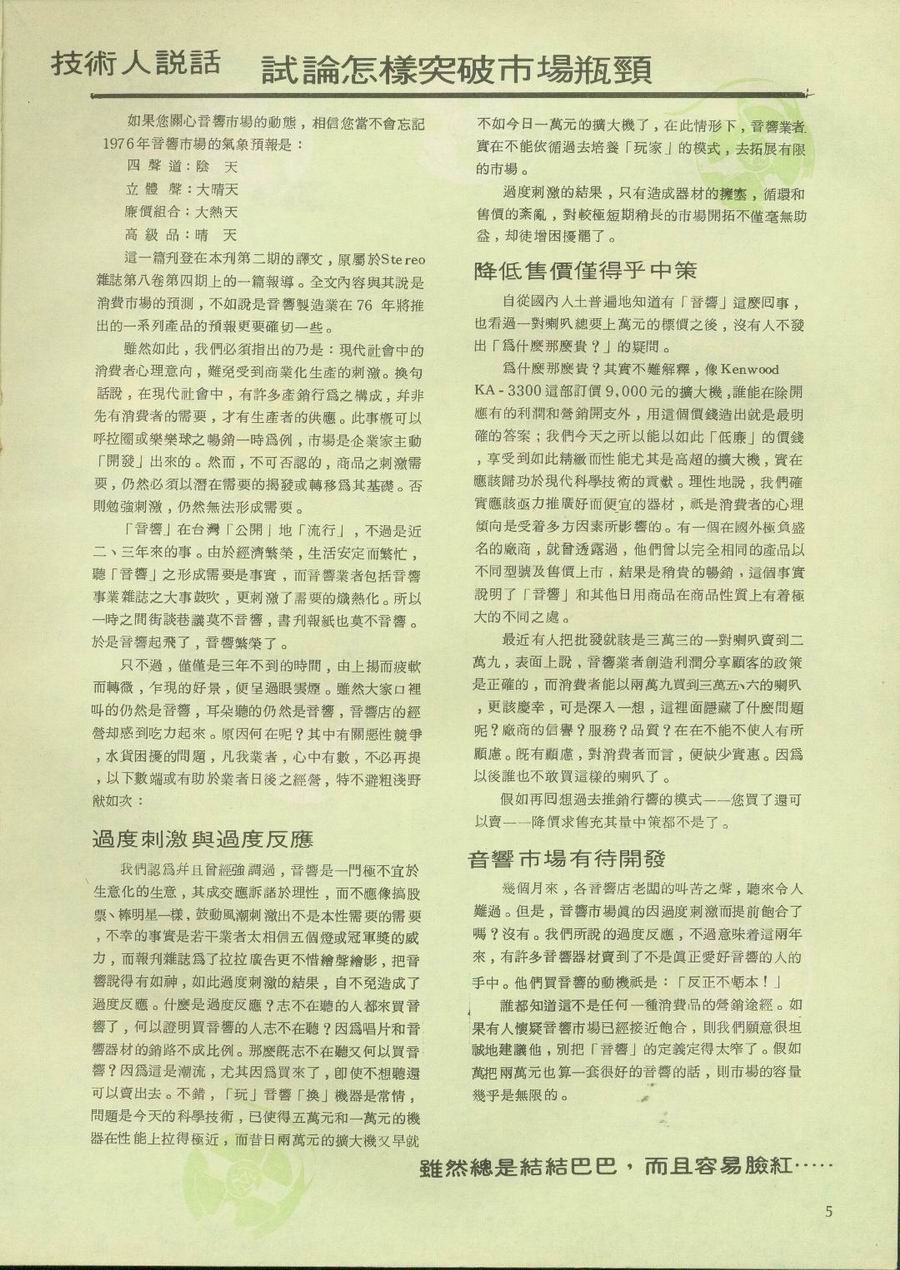 技術人説話　試論怎樣突破市場瓶頸
如果您關心音響市場的動態，相信您當不會忘記
1976年音響市場的氣象預報是：
四聲道：陰　天
立體聲：大晴天
廉價組合：大熱天
高級品：晴　天
這一篇刊登在本刋第二期的譯文，原屬於Stereo
雜誌第八卷第四期上的一篇報導。全文內容與其說是
消費市場的預測，不如說是音響製造業在 76 年將推
出的一系列產品的預報更要確切一些。
雖然如此，我們必須指出的乃是：現代社會中的
消費者心理意向，難免受到商業化生產的刺激。換句
話說，在現代社會中，有許多產銷行爲之構成，幷非
先有消費者的需要，才有生產者的供應。此事槪可以
呼拉圈或樂樂球之暢銷一時爲例，市場是企業家主動
「開發」出來的。然而，不可否認的，商品之刺激需
要，仍然必須以潛在需要的揭發或轉移爲其基礎。否
則勉強刺激，仍然無法形成需要。
「音響」在台灣「公開」地「流行」，不過是近
二、三年來的事。由於經濟繁榮，生活安定而繁忙，
聽「音響」之形成需要是事實，而音響業者包括音響
事業雜誌之大事鼓吹，更刺激了需要的熾熱化。所以
一時之間街談巷議莫不音響，書刋報紙也莫不音響。
於是音響起飛了，音響繁榮了。
只不過，僅僅是三年不到的時間，由上揚而疲軟
而轉微，乍現的好景，便呈過眼雲煙。雖然大家口裡
叫的仍然是音響，耳朵聽的仍然是音響，音響店的經
營却感到吃力起來。原因何在呢？其中有關惡性競爭
，水貨困擾的問題，凡我業者，心中有數，不必再提
，以下數端或有助於業者日後之經營，特不避粗淺野
献如次：
過度刺激與過度反應
我們認爲幷且曾經強調過，音響是一門極不宜於
生意化的生意，其成交應訴諸於理性，而不應像搞股
票、棒明星一樣，鼓動風潮刺激出不是本性需要的需要
，不幸的事實是若干業者太相信五個燈或冠軍獎的威
力，而報刋雜誌爲了拉拉廣告更不惜繪聲繪影，把音
響說得有如神，如此過度刺激的結果，自不免造成了
過度反應。什麼是過度反應？志不在聽的人都來買音
響了，何以證明買音響的人志不在聽？因爲唱片和音
響器材的銷路不成比例。那麼旣志不在聽又何以買音
響？因爲這是潮流，尤其因爲買來了，卽使不想聽還
可以賣出去。不錯，「玩」音響「換」機器是常情，
問題是今天的科學技術，已使得五萬元和一萬元的機
器在性能上拉得極近，而昔日兩萬元的擴大機又早就
不如今日一萬元的擴大機了，在此情形下，音響業者
實在不能依循過去培養「玩家」的模式，去拓展有限
的市場。
過度刺激的結果，只有造成器材的擁塞，循環和
售價的紊亂，對較極短期稍長的市場開拓不僅毫無助
益，却徒增困擾罷了。
降低售價僅得乎中策
自從國內人士普遍地知道有「音響」這麼囘事，
也看過一對喇叭總要上萬元的標價之後，沒有人不發
出「爲什麼那麼貴？」的疑問。
爲什麼那麼貴？其實不難解釋，像Kenwood
KA - 3300 這部訂價 9,000 元的擴大機，誰能在除開
應有的利潤和營銷開支外，用這個價錢造出就是最明
確的答案；我們今天之所以能以如此「低廉」的價錢
，享受到如此精緻而性能尤其是高超的擴大機，實在
應該歸功於現代科學技術的貢獻。理性地說，我們確
實應該亟力推廣好而便宜的器材，祇是消費者的心理
傾向是受着多方因素所影響的。有一個在國外極負盛
名的廠商，就曾透露過，他們曾以完全相同的產品以
不同型號及售價上市，結果是稍貴的暢銷，這個事實
說明了「音響」和其他日用商品在商品性質上有着極
大的不同之處。
最近有人把批發就該是三萬三的一對喇叭賣到二
萬九，表面上說，音響業者創造利潤分享顧客的政策
是正確的，而消費者能以兩萬九買到三萬五、六的喇叭
，更該慶幸，可是深入一想，這裡面隱藏了什麼問題
呢？廠商的信譽？服務？品質？在在不能不使人有所
顧慮。旣有顧慮，對消費者而言，便缺少實惠。因爲
以後誰也不敢買這樣的喇叭了。
假如再囘想過去推銷行響的模式——您買了還可
以賣——降價求售充其量中策都不是了。
音響市場有待開發
幾個月來，各音響店老闆的叫苦之聲，聽來令人
難過。但是，音響市場眞的因過度刺激而提前飽合了
嗎？沒有。我們所說的過度反應，不過意味着這兩年
來，有許多音響器材賣到了不是眞正愛好音響的人的
手中。他們買音響的動機祇是：「反正不虧本！」
誰都知道這不是任何一種消費品的營銷途經。如
果有人懷疑音響市場已經接近飽合，則我們願意很坦
誠地建議他，別把「音響」的定義定得太窄了。假如
萬把兩萬元也算一套很好的音響的話，則市場的容量
幾乎是無限的。
雖然總是結結巴巴，而且容易臉紅……
5